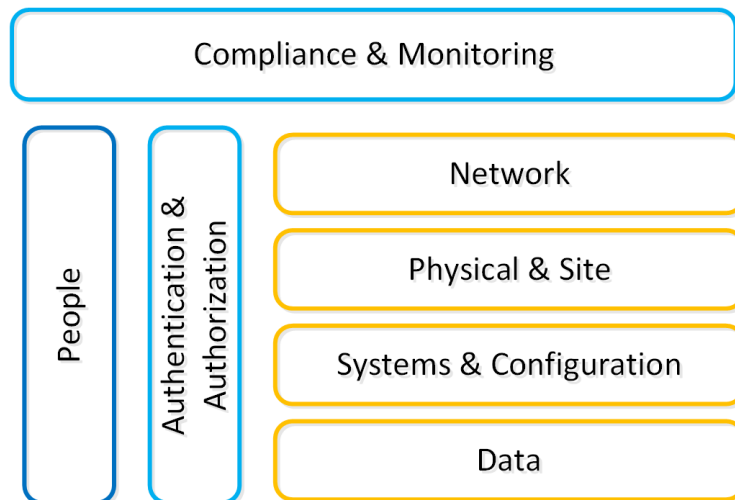 Compliance & Monitoring
People
Authentication &
Authorization
Network
Physical & Site
Systems & Configuration
Data